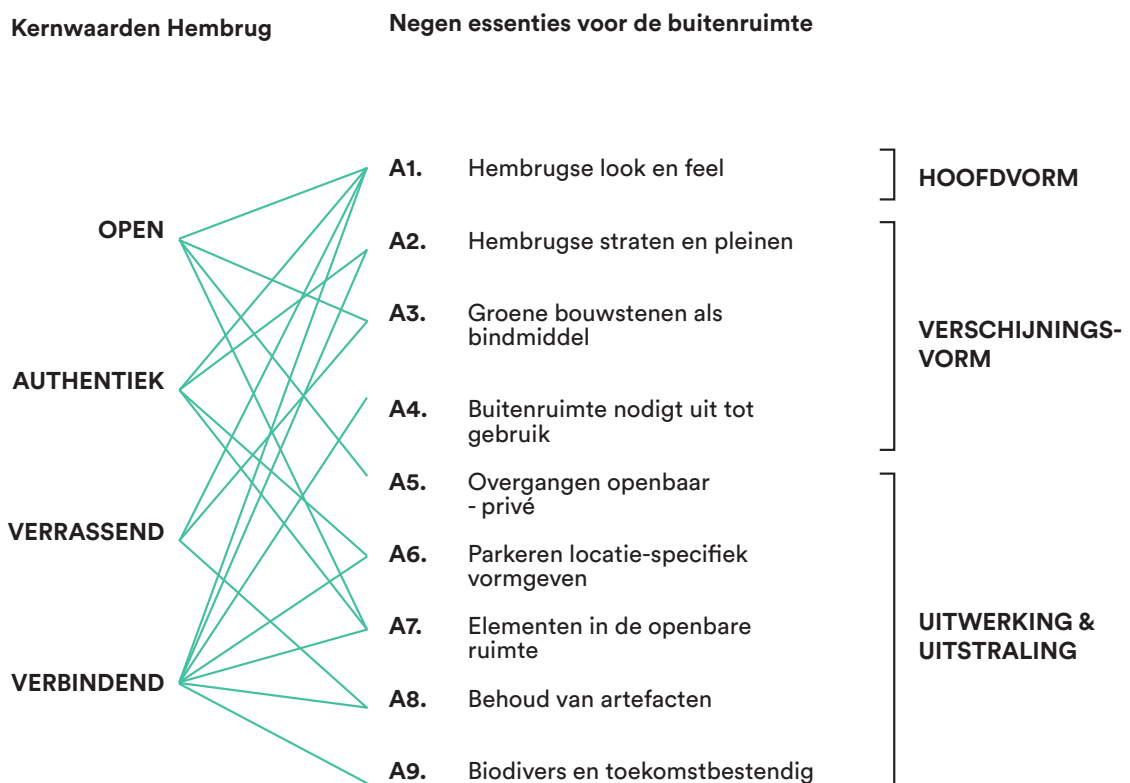 Kernwaarden Hembrug
Negen essenties voor de buitenruimte
OPEN
AUTHENTIEK
VERRASSEND
VERBINDEND
A1. Hembrugse look en feel
A2. Hembrugse straten en pleinen
A3. Groene bouwstenen als
bindmiddel
A4. Buitenruimte nodigt uit tot
gebruik
A5. Overgangen openbaar
- privé
A6. Parkeren locatie-specifiek
vormgeven
A7. Elementen in de openbare
ruimte
A8. Behoud van artefacten
A9. Biodivers en toekomstbestendig
HOOFDVORM
VERSCHIJNINGS-
VORM
UITWERKING &
UITSTRALING